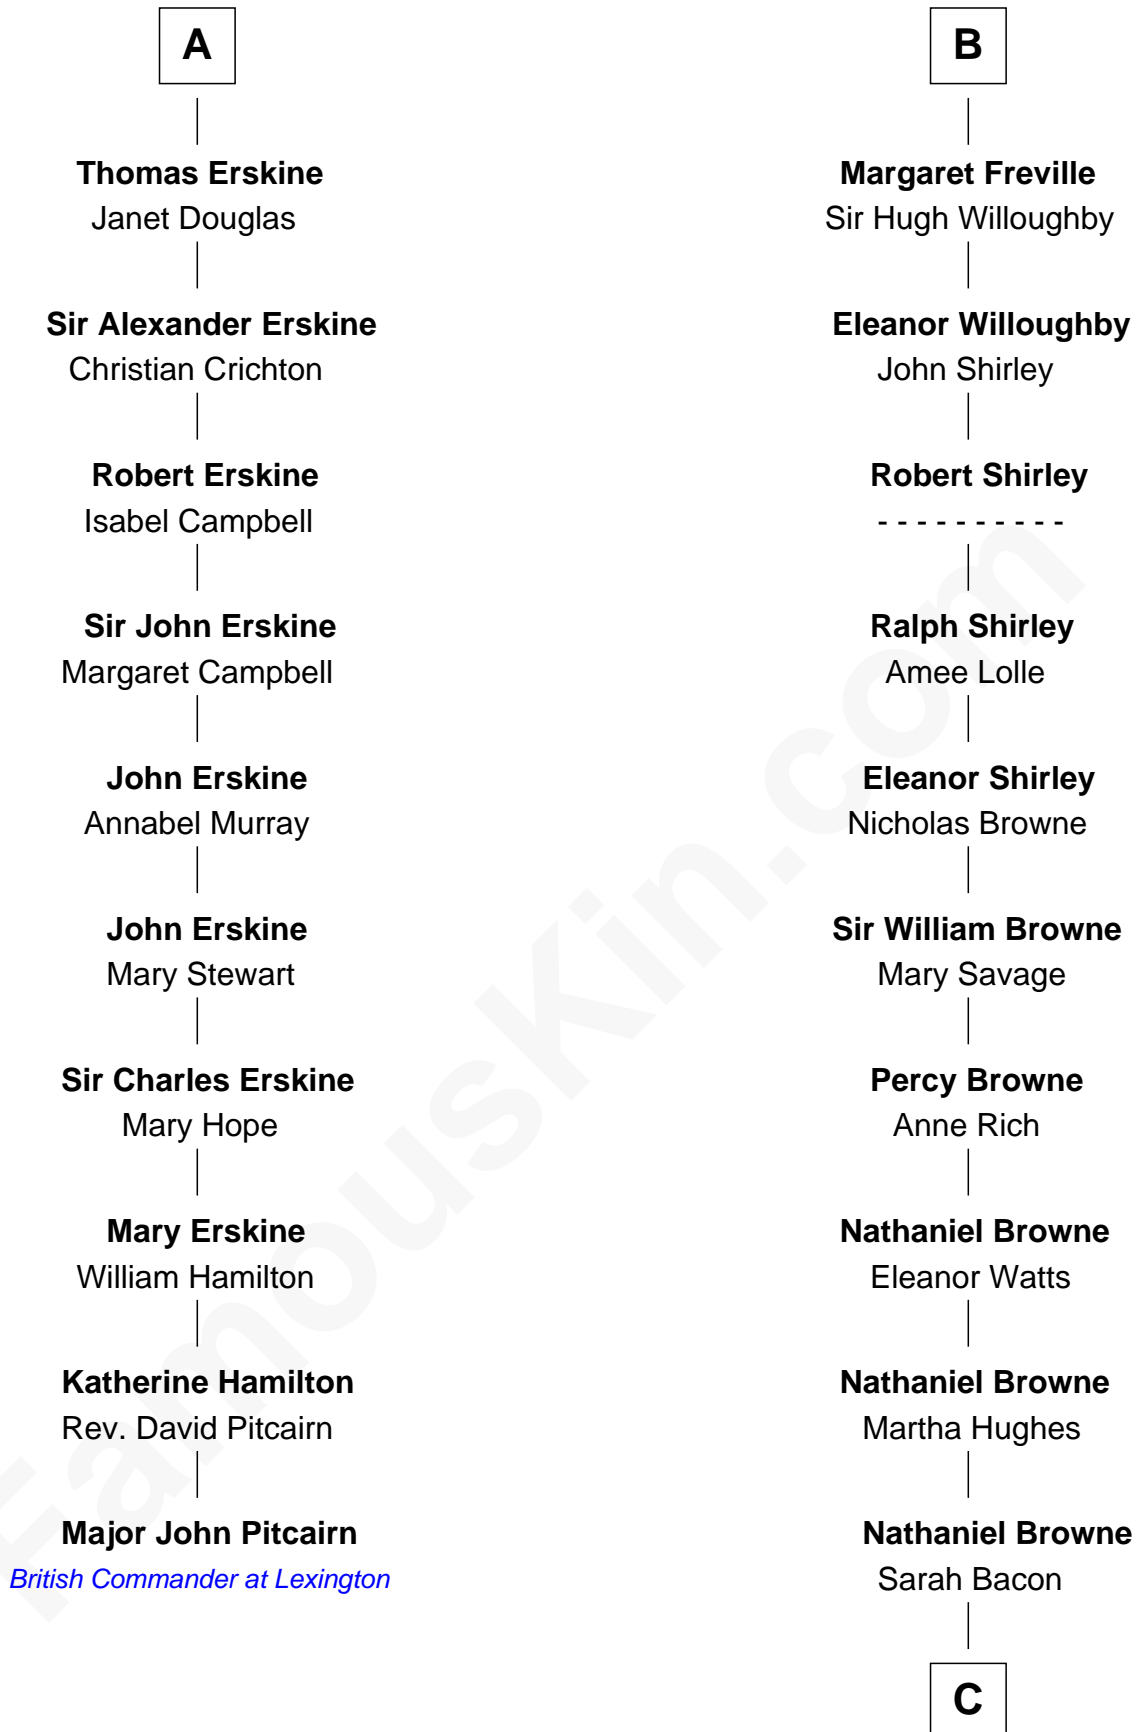 A
Thomas Erskine
Janet Douglas
Sir Alexander Erskine
Christian Crichton
Robert Erskine
Isabel Campbell
Sir John Erskine
Margaret Campbell
John Erskine
Annabel Murray
John Erskine
Mary Stewart
Sir Charles Erskine
Mary Hope
Mary Erskine
William Hamilton
Katherine Hamilton
Rev. David Pitcairn
Major John Pitcairn
British Commander at Lexington
B
Margaret Freville
Sir Hugh Willoughby
Eleanor Willoughby
John Shirley
Robert Shirley
- - - - - - - - - -
Ralph Shirley
Amee Lolle
Eleanor Shirley
Nicholas Browne
Sir William Browne
Mary Savage
Percy Browne
Anne Rich
Nathaniel Browne
Eleanor Watts
Nathaniel Browne
Martha Hughes
Nathaniel Browne
Sarah Bacon
C
FamousKin.com